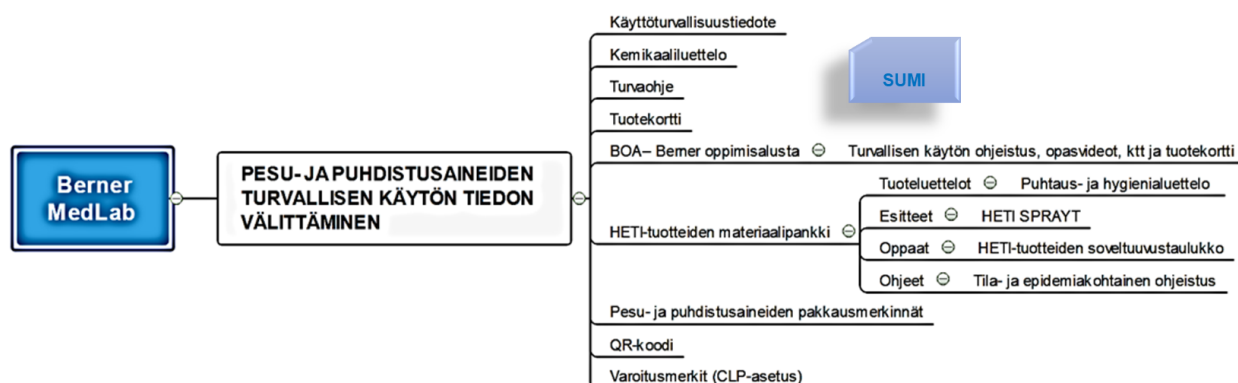 Käyttöturvallisuustiedote
Kemikaaliluettelo
SUMI
Turvaohje
Tuotekortti
BOA– Berner oppimisalusta
Turvallisen käytön ohjeistus, opasvideot, ktt ja tuotekortti
Berner
MedLab
PESU- JA PUHDISTUSAINEIDEN
TURVALLISEN KÄYTÖN TIEDON
VÄLITTÄMINEN
HETI-tuotteiden materiaalipankki
Tuoteluettelot
Puhtaus- ja hygienialuettelo
Esitteet
HETI SPRAYT
Oppaat
HETI-tuotteiden soveltuuvustaulukko
Ohjeet
Tila- ja epidemiakohtainen ohjeistus
Pesu- ja puhdistusaineiden pakkausmerkinnät
QR-koodi
Varoitusmerkit (CLP-asetus)